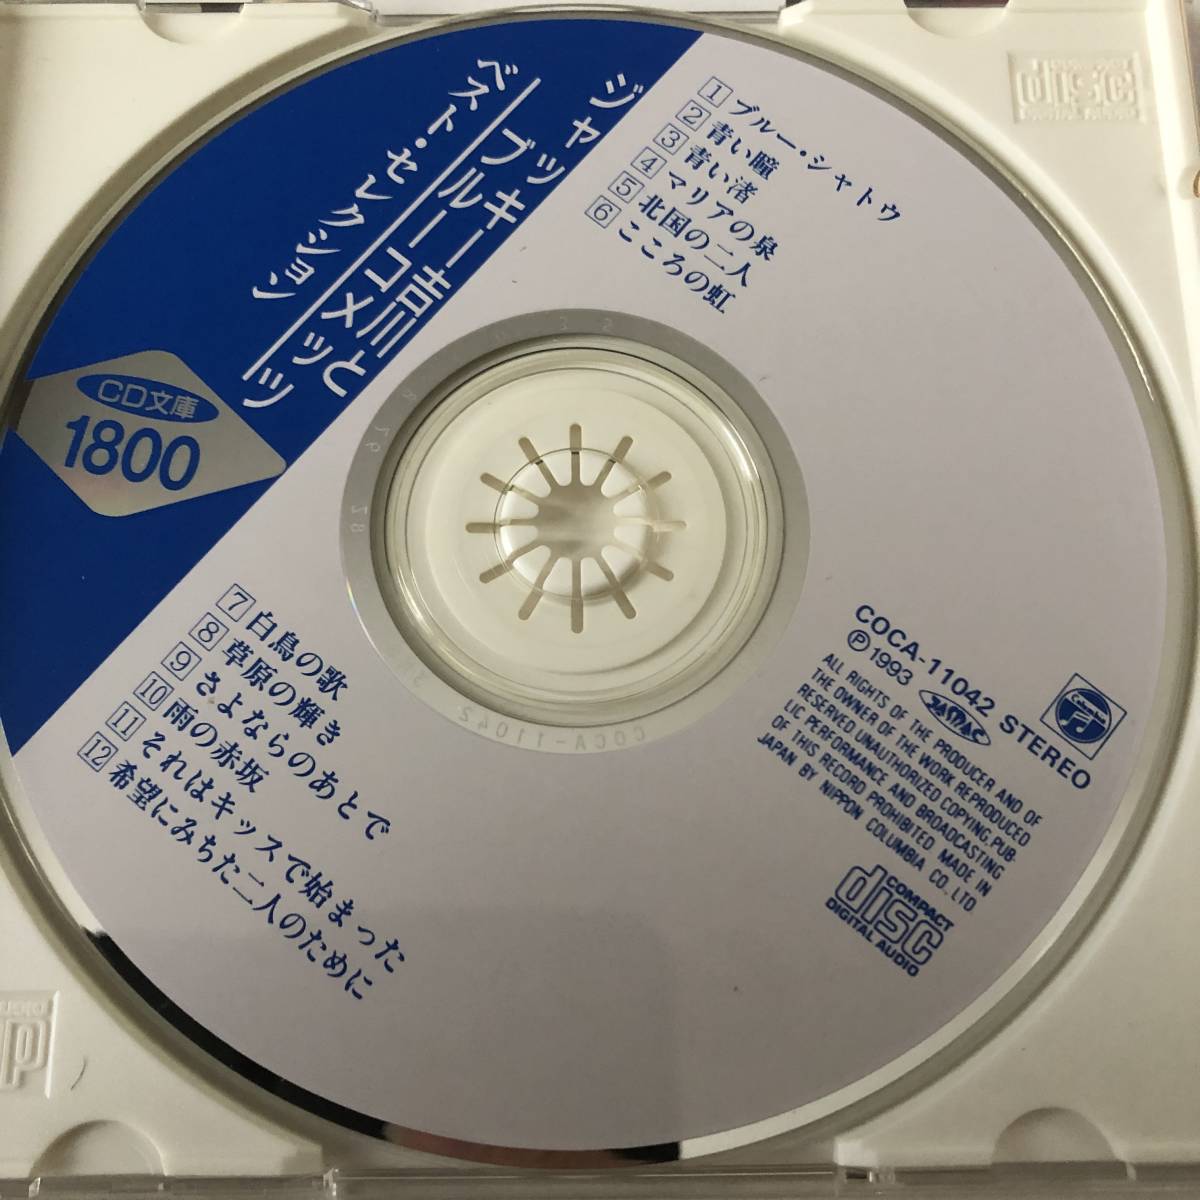 ジャッキー吉川と
ブルーコメッツ
ベスト・セレクション
CD文庫
1800
1 ブルー・シャトウ
2 青い瞳
3 青い渚
4 マリアの泉
5 北国の二人
6 こころの虹
7 白鳥の歌
8 草原の輝き
9 さよならのあとで
10 雨の赤坂
11 それはキッスで始まった
12 希望にみちた二人のために
COCA-11042 STEREO
Ⓟ1993 JASRAC
Columbia
ALL RIGHTS OF THE PRODUCER AND OF
THE OWNER OF THE WORK REPRODUCED
RESERVED UNAUTHORIZED COPYING, PUB-
LIC PERFORMANCE AND BROADCASTING
OF THIS RECORD PROHIBITED MADE IN
JAPAN BY NIPPON COLUMBIA CO., LTD.
COMPACT
disc
DIGITAL AUDIO
COCA-11042
disc
DIGITAL AUDIO